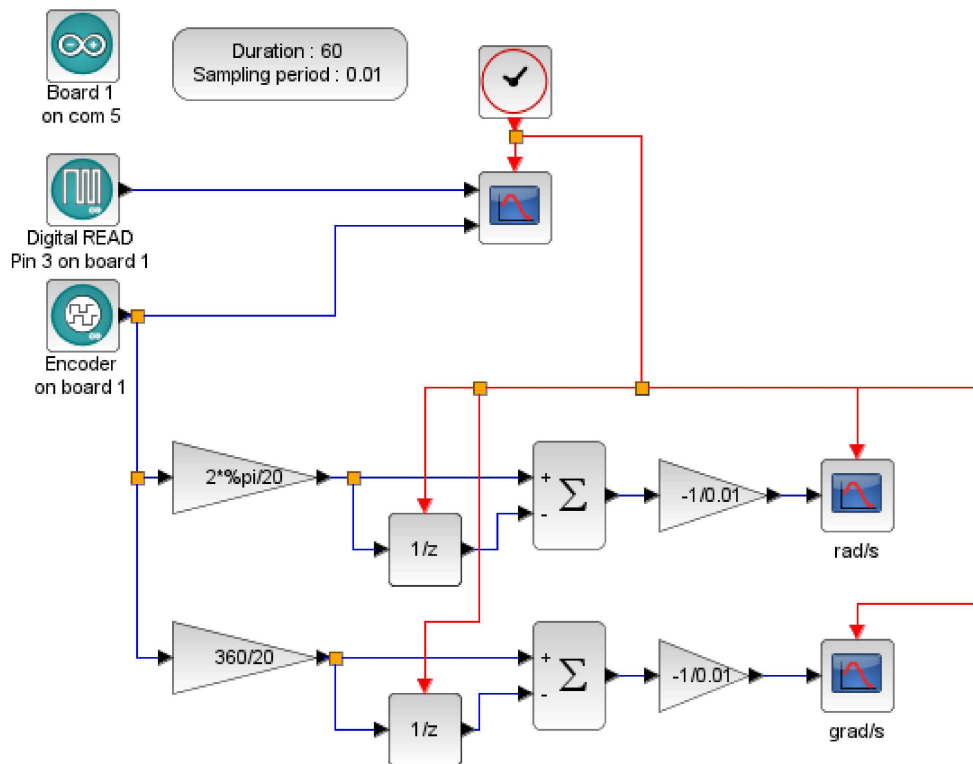 Duration : 60
Sampling period : 0.01
Board 1
on com 5
Digital READ
Pin 3 on board 1
Encoder
on board 1
2*%pi/20
+
-
Σ
-1/0.01
1/z
rad/s
360/20
+
-
Σ
-1/0.01
1/z
grad/s